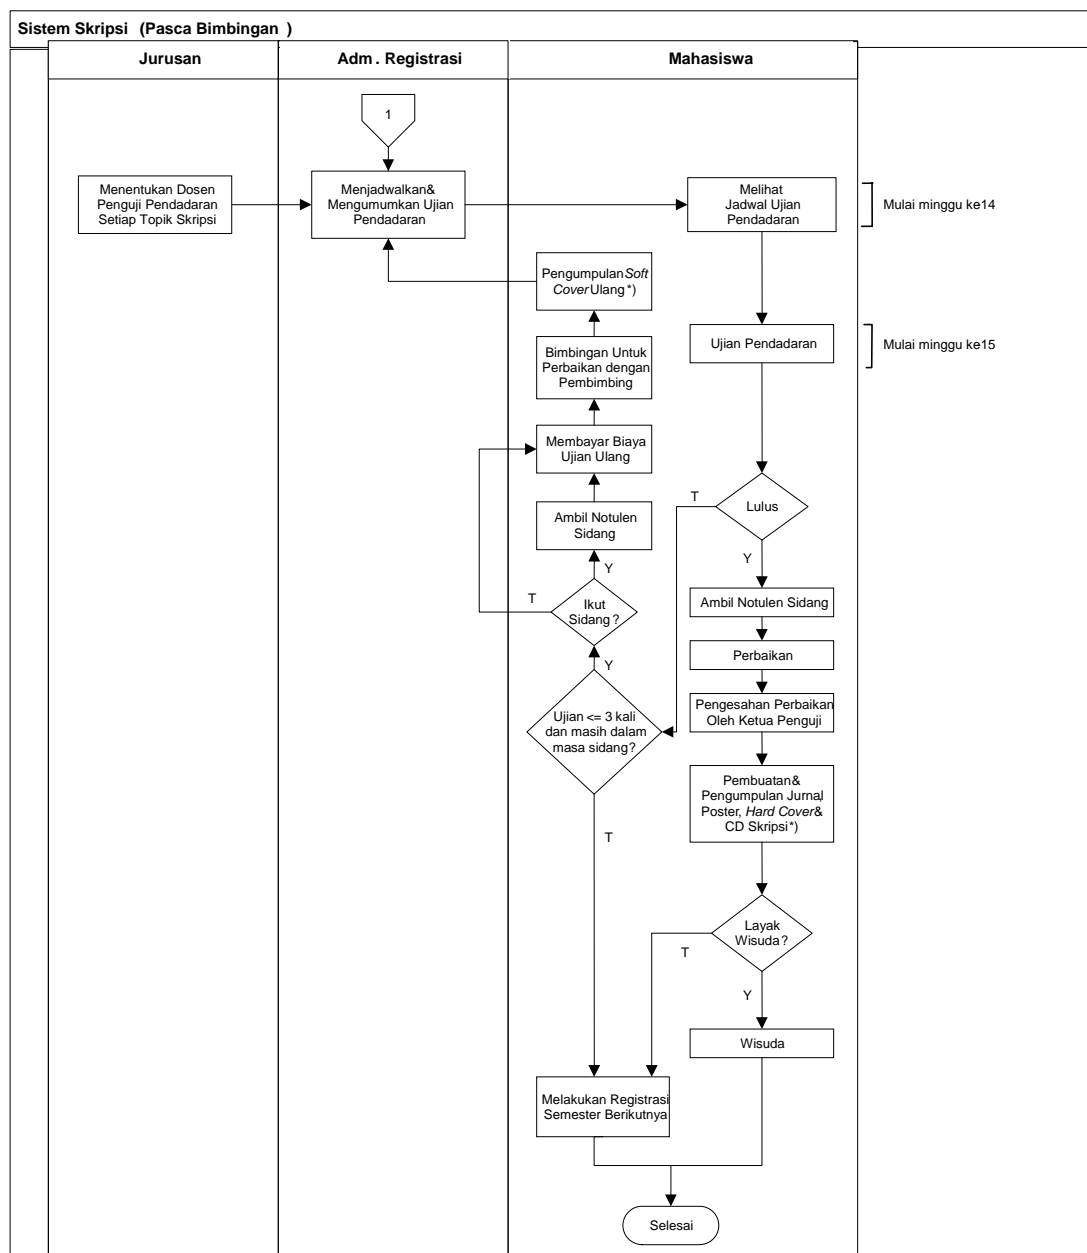 Sistem Skripsi (Pasca Bimbingan )
Jurusan
Adm . Registrasi
Mahasiswa
1
Menentukan Dosen
Penguji Pendadaran
Setiap Topik Skripsi
Menjadwalkan&
Mengumumkan Ujian
Pendadaran
Melihat
Jadwal Ujian
Pendadaran
Mulai minggu ke14
Pengumpulan Soft
Cover Ulang *)
Ujian Pendadaran
Mulai minggu ke15
Bimbingan Untuk
Perbaikan dengan
Pembimbing
Membayar Biaya
Ujian Ulang
Ambil Notulen
Sidang
T
Lulus
Y
Y
T
Ikut
Sidang ?
Ambil Notulen Sidang
Perbaikan
Y
Pengesahan Perbaikan
Oleh Ketua Penguji
Ujian <= 3 kali
dan masih dalam
masa sidang?
T
Pembuatan&
Pengumpulan Jurnal,
Poster, Hard Cover &
CD Skripsi *)
Layak
Wisuda ?
T
Y
Wisuda
Melakukan Registrasi
Semester Berikutnya
Selesai